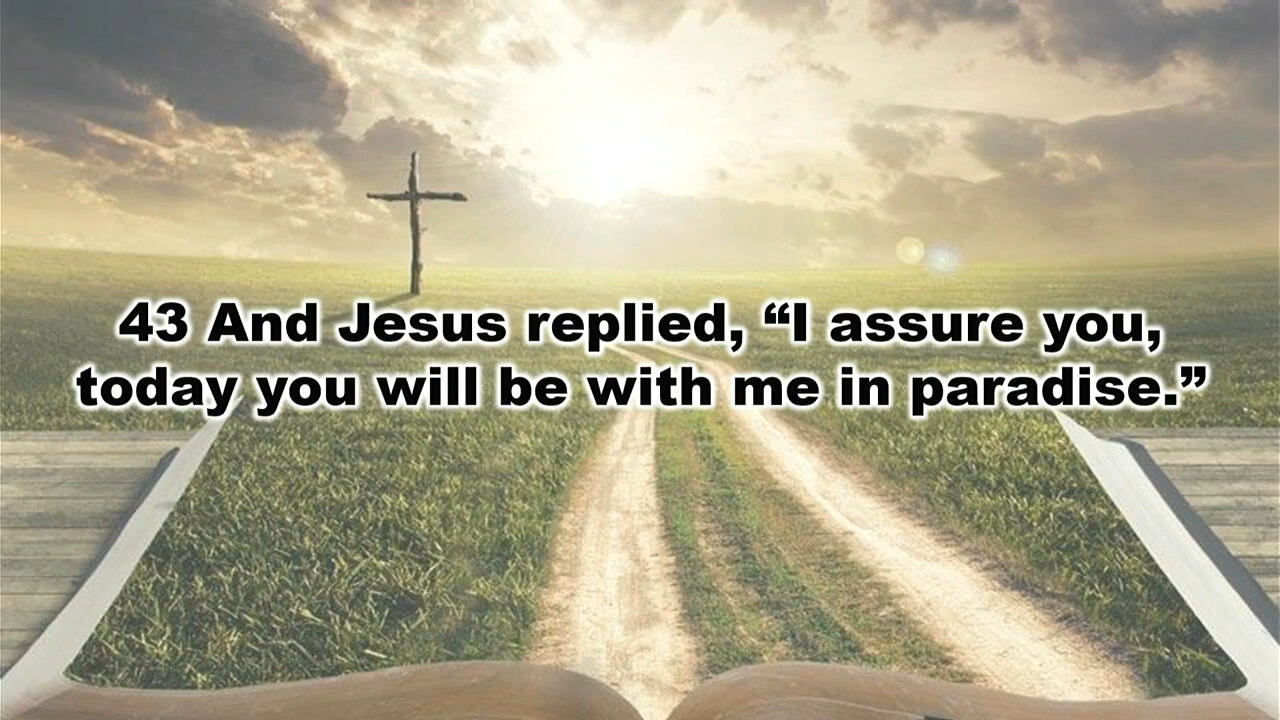 43 And Jesus replied, “I assure you,
today you will be with me in paradise.”